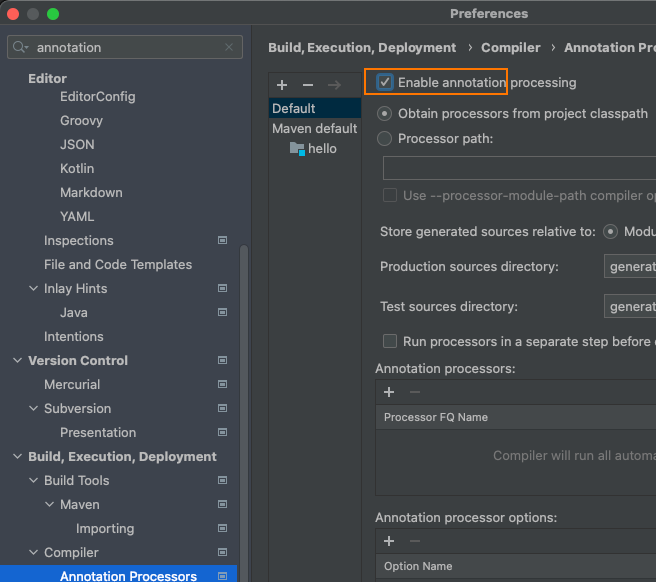 Preferences
annotation
Editor
EditorConfig
Groovy
JSON
Kotlin
Markdown
YAML
Inspections
File and Code Templates
Inlay Hints
Java
Intentions
Version Control
Mercurial
Subversion
Presentation
Build, Execution, Deployment
Build Tools
Maven
Importing
Compiler
Annotation Processors
Build, Execution, Deployment › Compiler › Annotation Pro
Default
Maven default
hello
Enable annotation processing
Obtain processors from project classpath
Processor path:
Use --processor-module-path compiler op
Store generated sources relative to: Modu
Production sources directory: generat
Test sources directory: generat
Run processors in a separate step before
Annotation processors:
Processor FQ Name
Compiler will run all automa
Annotation processor options:
Option Name